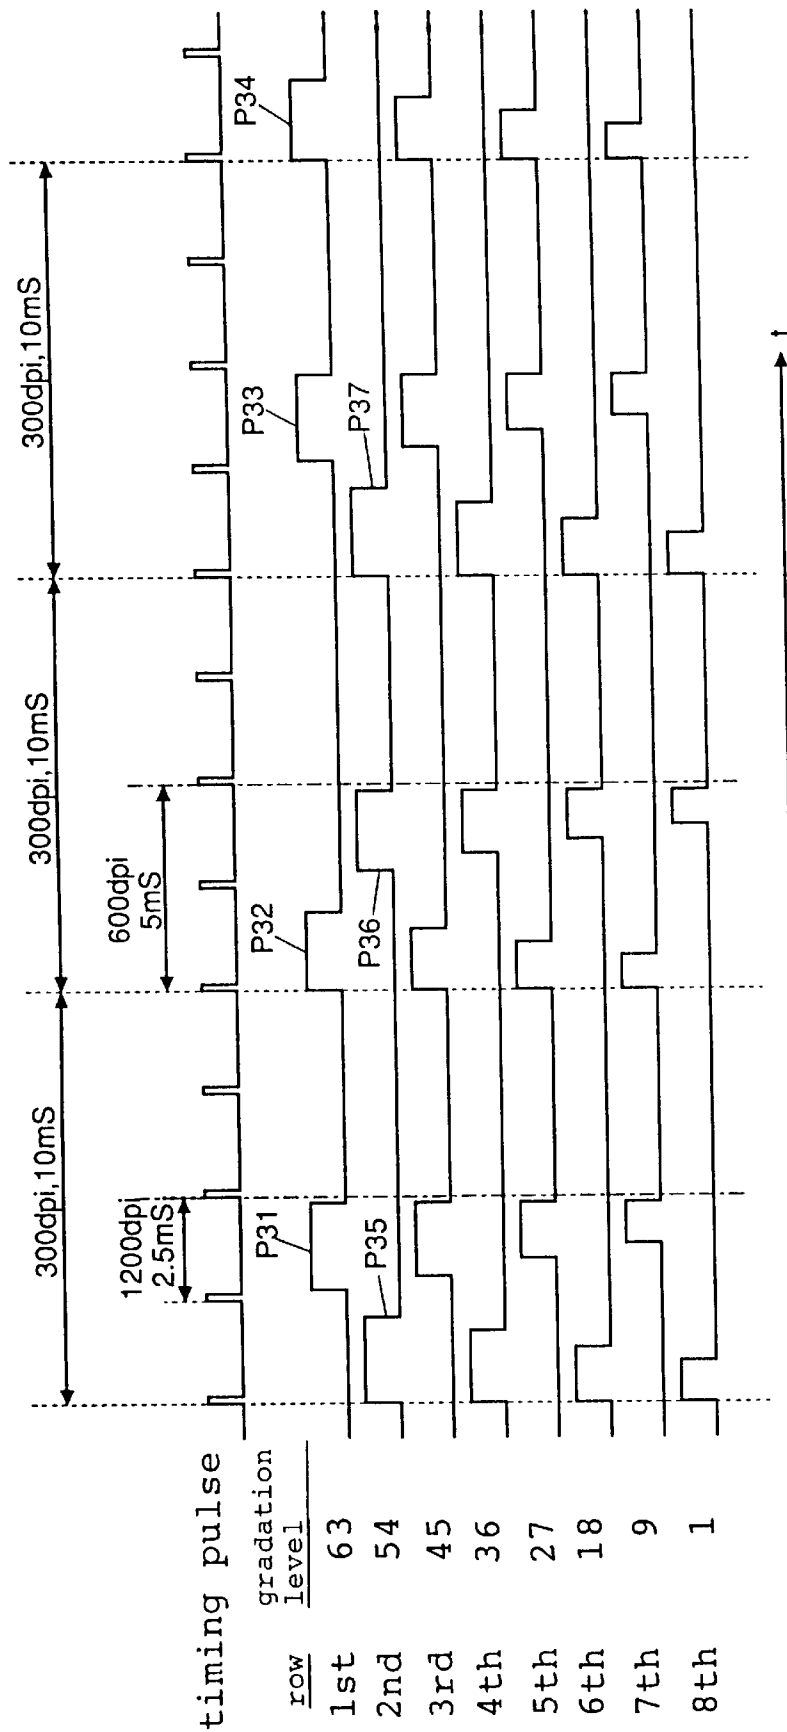 300dpi,10mS
300dpi,10mS
300dpi,10mS
1200dpi
2.5mS
600dpi
5mS
timing pulse
P31
P32
P33
P34
P35
P36
P37
row
gradation
level
1st 63
2nd 54
3rd 45
4th 36
5th 27
6th 18
7th 9
8th 1
t